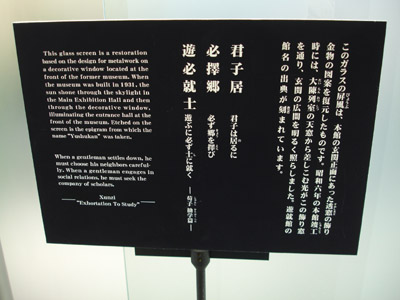 This glass screen is a restoration
based on the design for metalwork on
a decorative window located at the
front of the former museum. When
the museum was built in 1931, the
sun shone through the skylight in
the Main Exhibition Hall and then
through the decorative window,
illuminating the entrance hall at the
front of the museum. Etched on the
screen is the epigram from which the
name "Yushukan" was taken.
When a gentleman settles down, he
must choose his neighbors careful-
ly. When a gentleman engages in
social relations, he must seek the
company of scholars.
Xunzi
"Exhortation To Study"
このガラスの屏風は、本館の玄関正面にあった透窓の飾り
金物の図案を復元したものです。昭和六年の本館竣工
時には、大陳列室の天窓から差しこむ光がこの飾り窓
を通り、玄関の広間を明るく照らしました。遊就館の
館名の出典が刻まれています。
君子居 君子は居るに
必擇郷 必ず郷を擇び
遊必就士 遊ぶに必ず士に就く
―荀子 勧学篇―